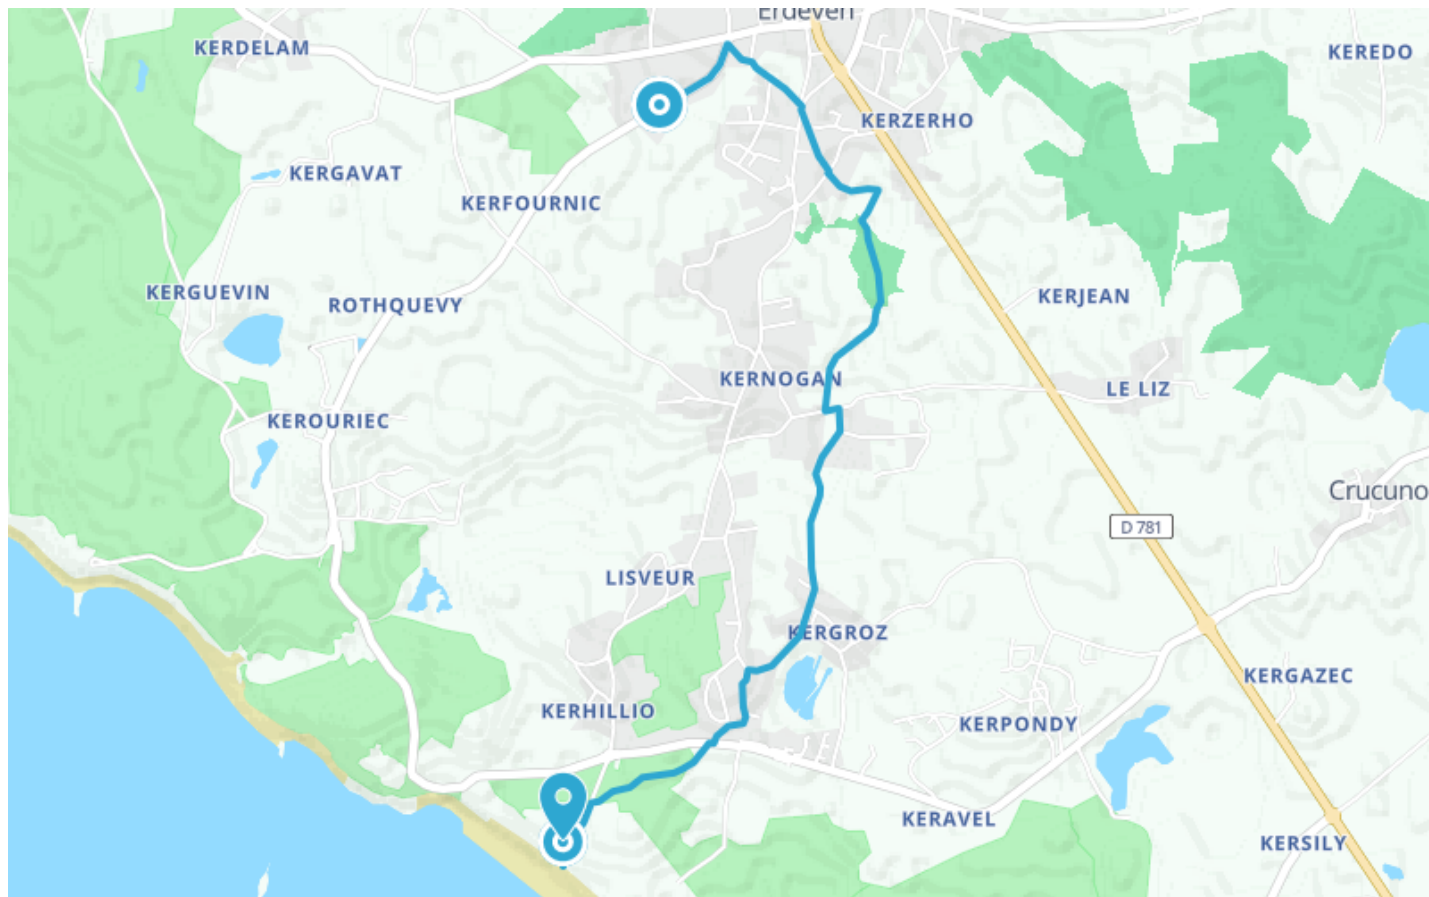 Erdeven
KERDELAM
KEREDO
KERZERHO
KERGAVAT
KERFOURNIC
KERGUEVIN
ROTHQUEVY
KERJEAN
KERNOGAN
LE LIZ
KEROURIEC
Crucuno
D 781
LISVEUR
KERGROZ
KERGAZEC
KERHILLIO
KERPONDY
KERAVEL
KERSILY